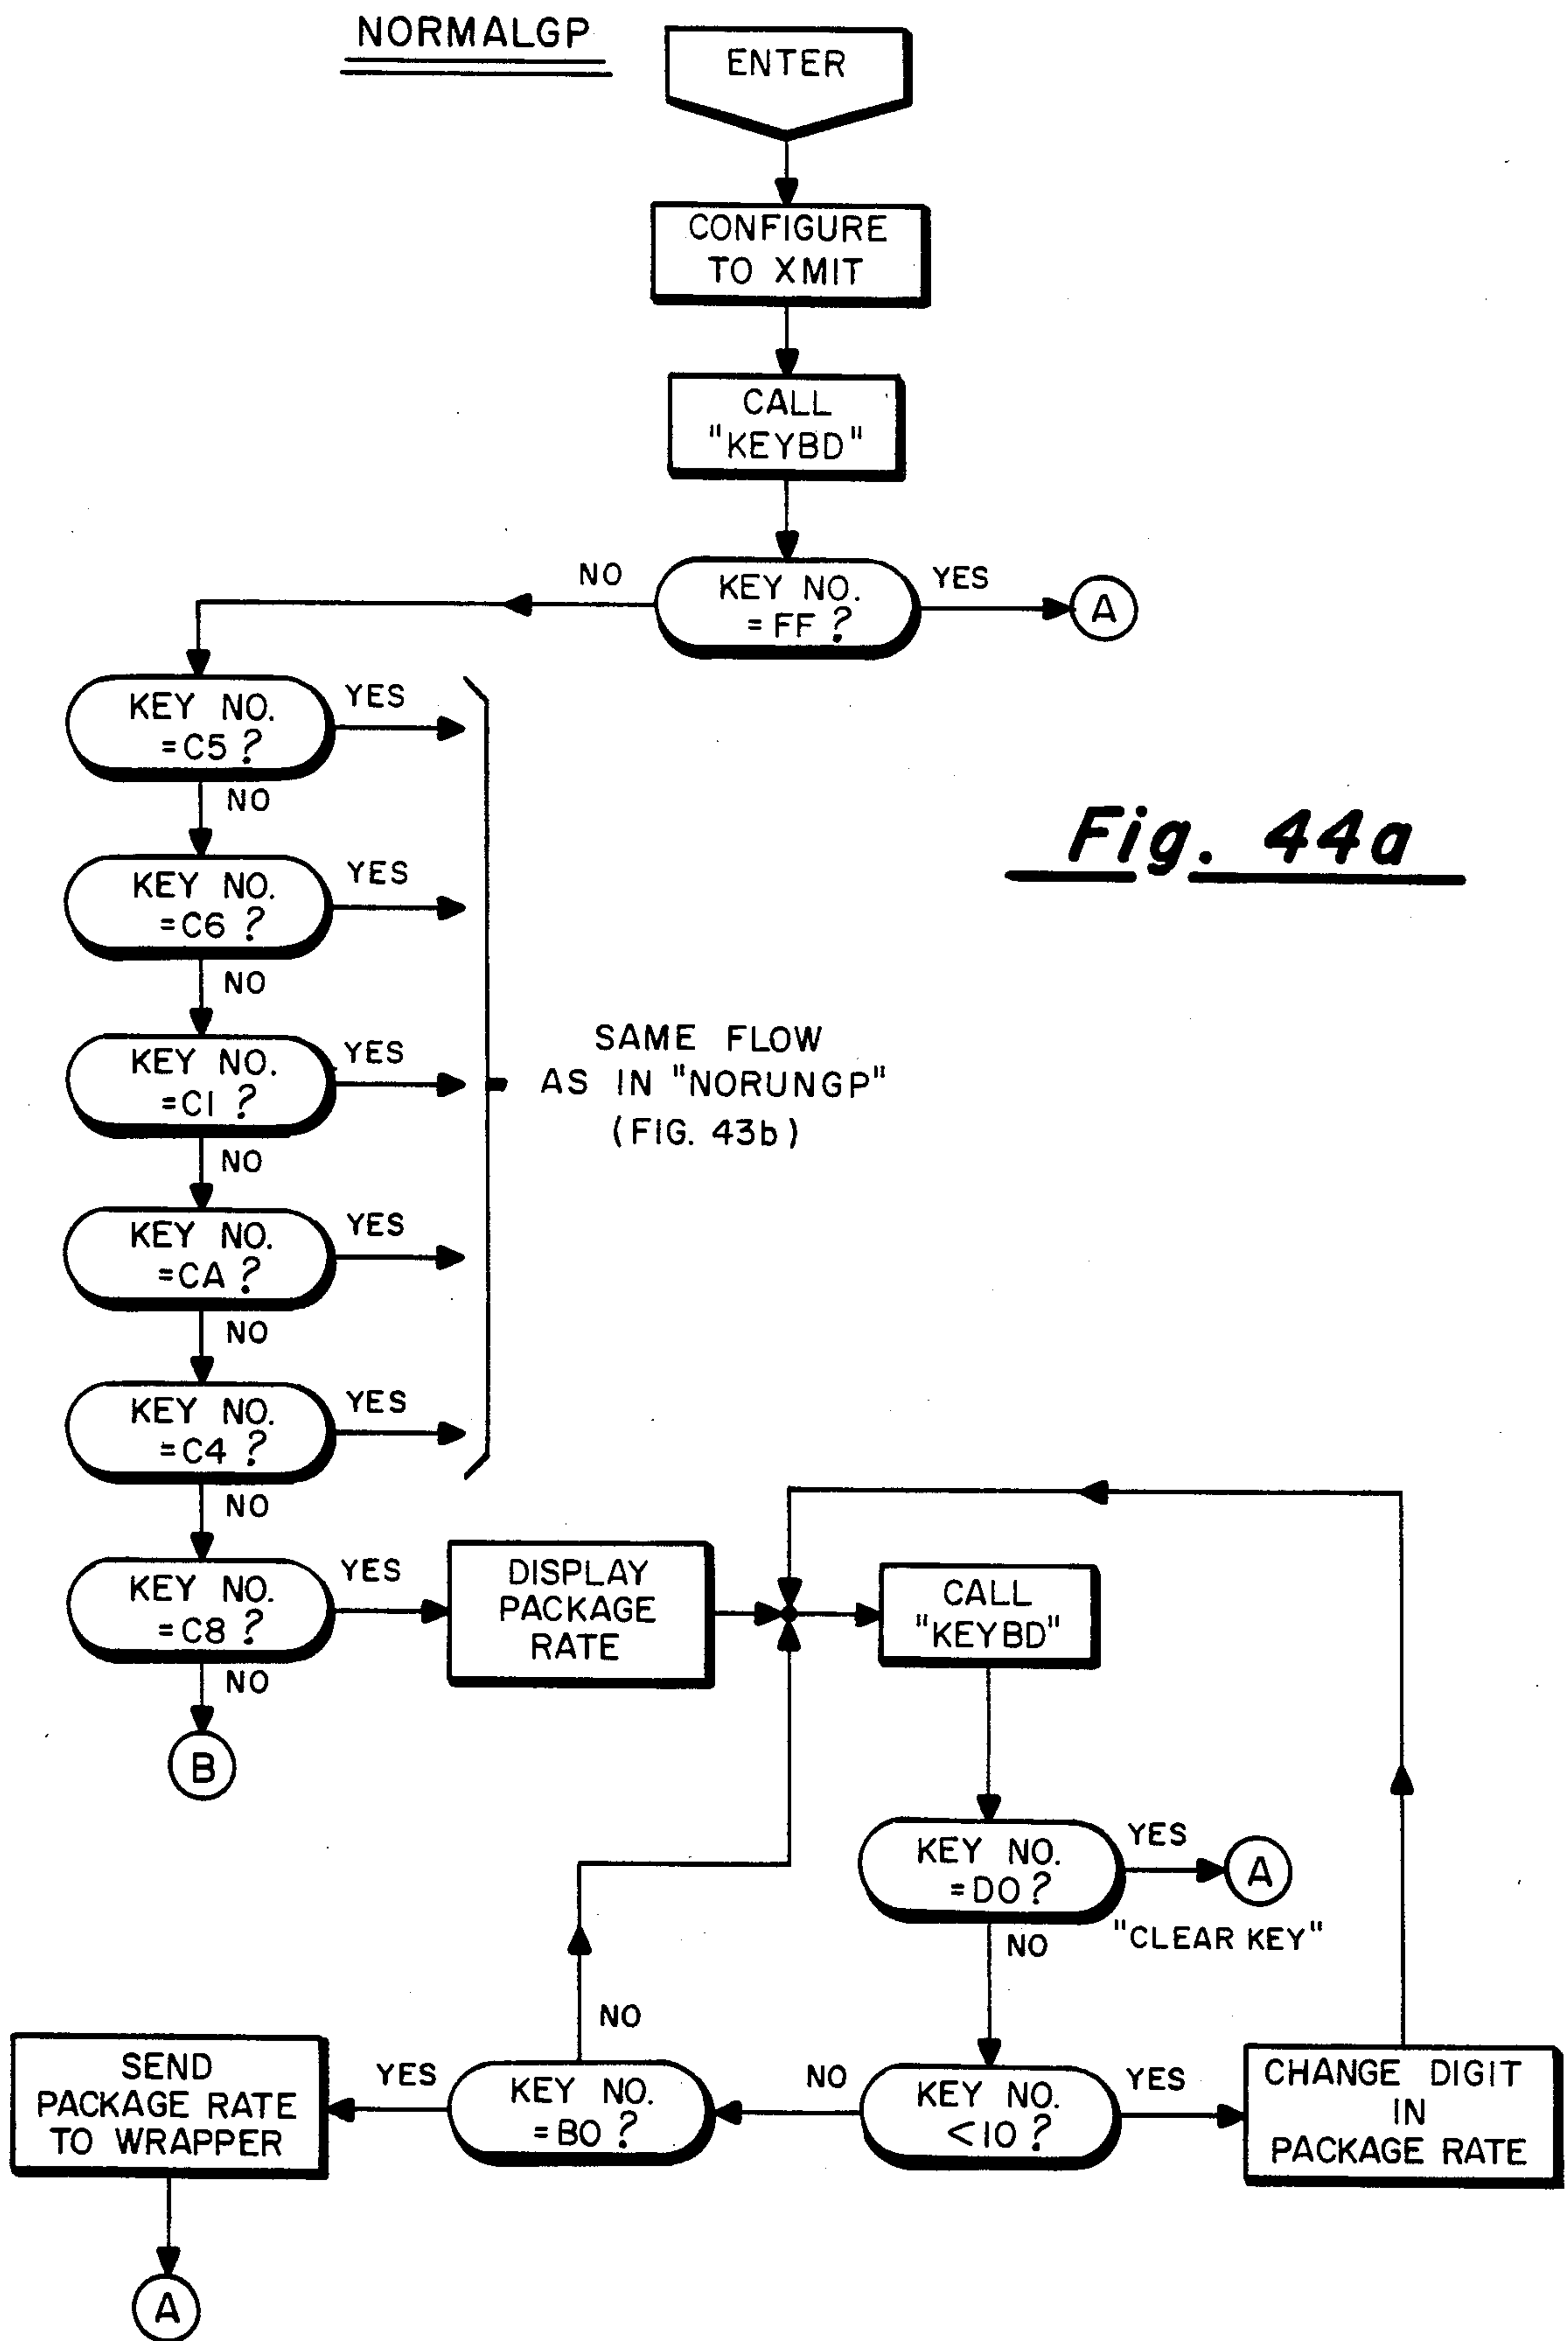 NORMALGP
ENTER
CONFIGURE
TO XMIT
CALL
"KEYBD"
KEY NO.
=FF ?
NO
YES
A
KEY NO.
=C5 ?
YES
NO
KEY NO.
=C6 ?
YES
NO
KEY NO.
=C1 ?
YES
NO
KEY NO.
=CA ?
YES
NO
KEY NO.
=C4 ?
YES
NO
SAME FLOW
AS IN "NORUNGP"
(FIG. 43b)
Fig. 44a
KEY NO.
=C8 ?
YES
NO
B
DISPLAY
PACKAGE
RATE
CALL
"KEYBD"
KEY NO.
=D0 ?
YES
A
"CLEAR KEY"
NO
KEY NO.
<10 ?
YES
CHANGE DIGIT
IN
PACKAGE RATE
NO
KEY NO.
=B0 ?
NO
YES
SEND
PACKAGE RATE
TO WRAPPER
A